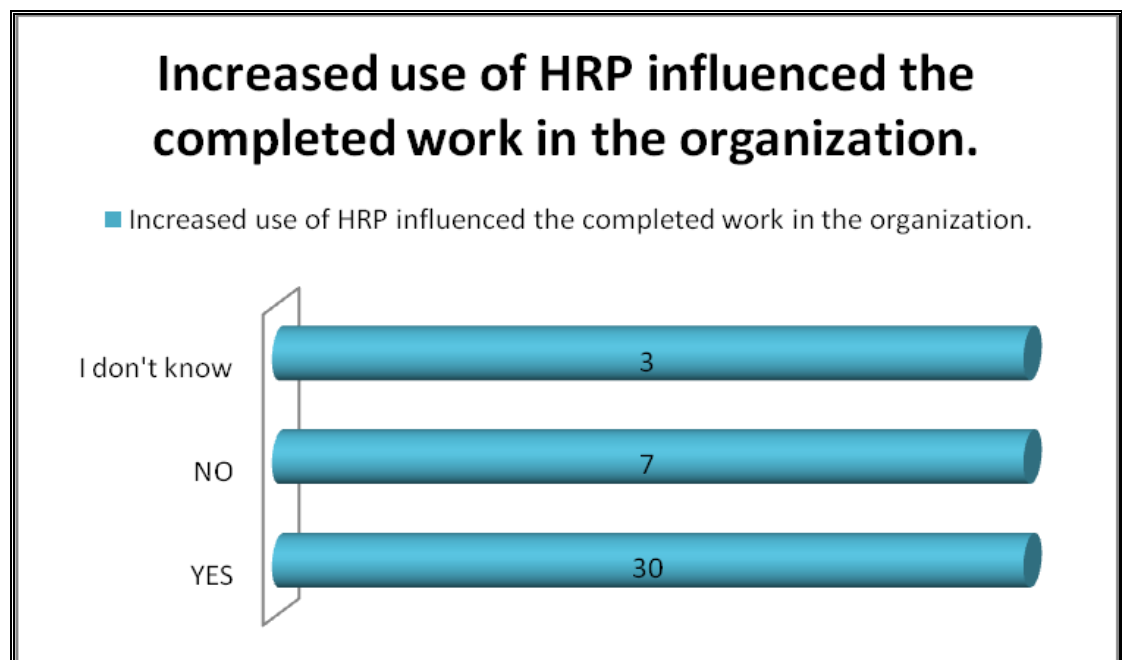 Increased use of HRP influenced the
completed work in the organization.
Increased use of HRP influenced the completed work in the organization.
I don't know
3
NO
7
YES
30